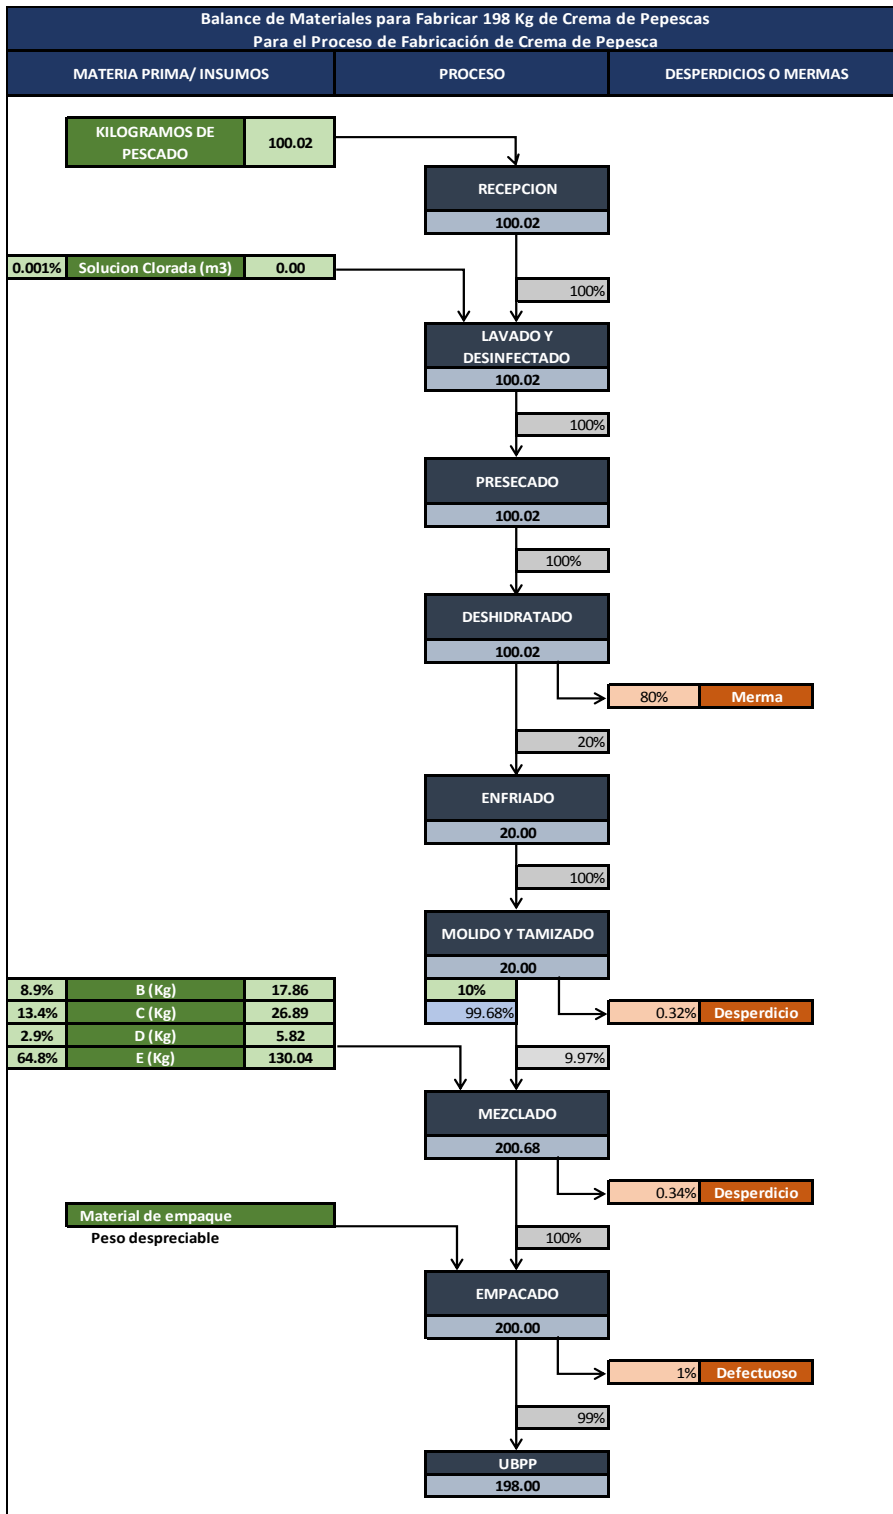 Balance de Materiales para Fabricar 198 Kg de Crema de Pepescas
Para el Proceso de Fabricación de Crema de Pepesca
MATERIA PRIMA/ INSUMOS
PROCESO
DESPERDICIOS O MERMAS
KILOGRAMOS DE
PESCADO
100.02
RECEPCION
100.02
0.001%
Solucion Clorada (m3)
0.00
100%
LAVADO Y
DESINFECTADO
100.02
100%
PRESECADO
100.02
100%
DESHIDRATADO
100.02
80%
Merma
20%
ENFRIADO
20.00
100%
MOLIDO Y TAMIZADO
20.00
8.9%
B (Kg)
17.86
10%
13.4%
C (Kg)
26.89
99.68%
0.32%
Desperdicio
2.9%
D (Kg)
5.82
64.8%
E (Kg)
130.04
9.97%
MEZCLADO
200.68
0.34%
Desperdicio
Material de empaque
Peso despreciable
100%
EMPACADO
200.00
1%
Defectuoso
99%
UBPP
198.00